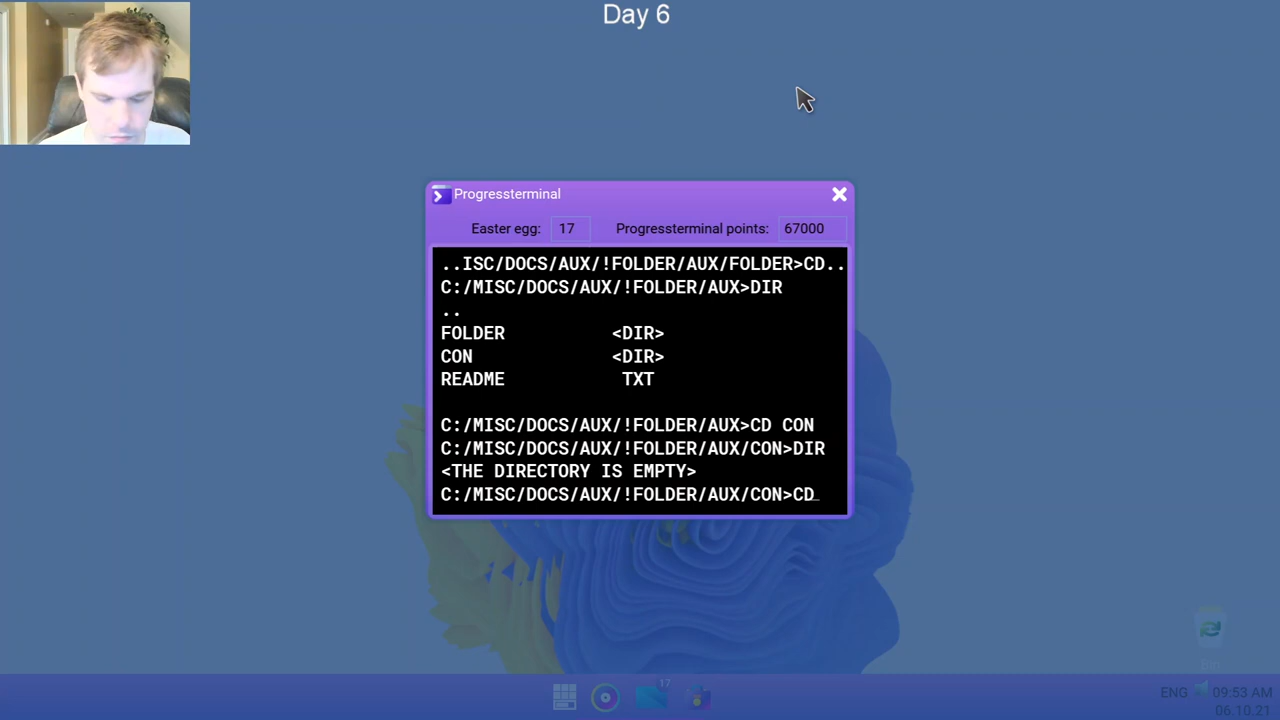 Day 6
Progressterminal
Easter egg: 17 Progressterminal points: 67000
..ISC/DOCS/AUX/!FOLDER/AUX/FOLDER>CD..
C:/MISC/DOCS/AUX/!FOLDER/AUX>DIR
..
FOLDER <DIR>
CON <DIR>
README TXT
C:/MISC/DOCS/AUX/!FOLDER/AUX>CD CON
C:/MISC/DOCS/AUX/!FOLDER/AUX/CON>DIR
<THE DIRECTORY IS EMPTY>
C:/MISC/DOCS/AUX/!FOLDER/AUX/CON>CD_
Bin
17
ENG 09:53 AM
06.10.21